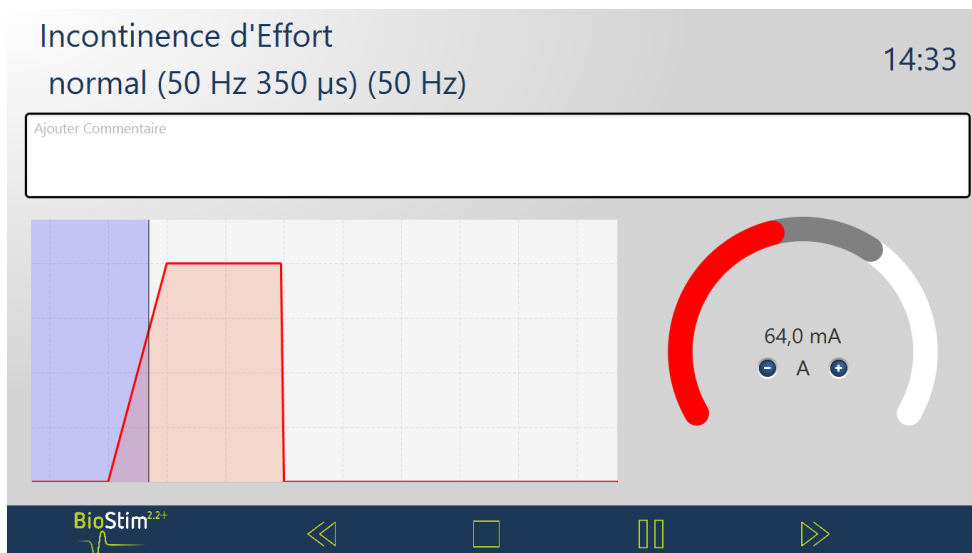 Incontinence d'Effort
normal (50 Hz 350 µs) (50 Hz)
14:33
Ajouter Commentaire
64,0 mA
A
BioStim2.2+